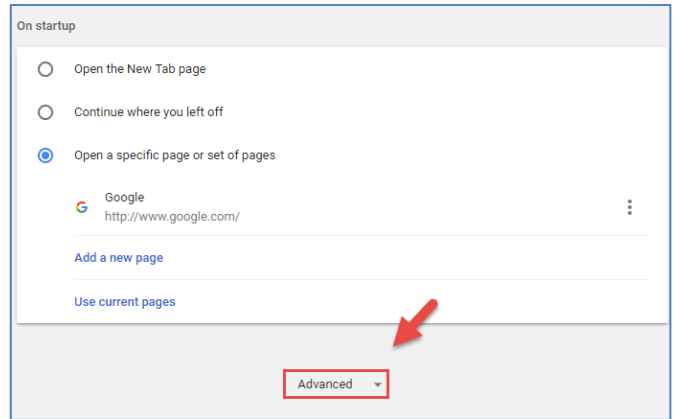 On startup
Open the New Tab page
Continue where you left off
Open a specific page or set of pages
Google
http://www.google.com/
Add a new page
Use current pages
Advanced